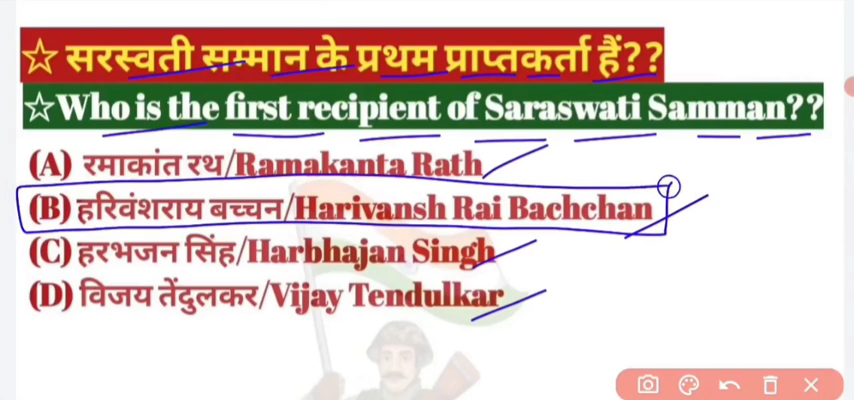 ☆ सरस्वती सम्मान के प्रथम प्राप्तकर्ता हैं??
☆Who is the first recipient of Saraswati Samman??
(A) रमाकांत रथ/Ramakanta Rath
(B) हरिवंशराय बच्चन/Harivansh Rai Bachchan
(C) हरभजन सिंह/Harbhajan Singh
(D) विजय तेंदुलकर/Vijay Tendulkar